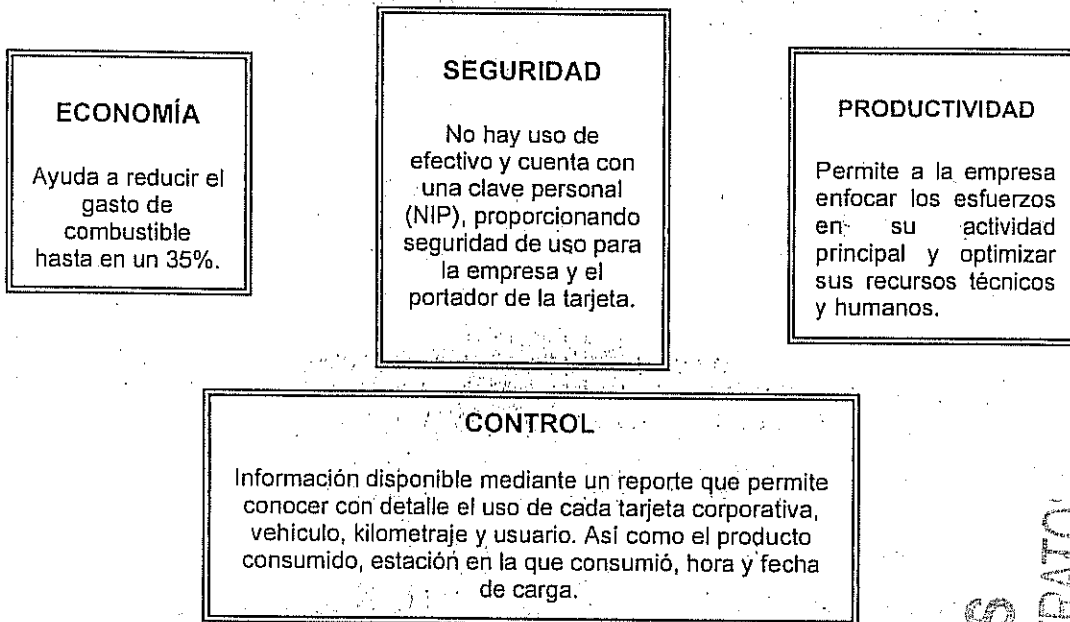 ECONOMÍA
Ayuda a reducir el
gasto de
combustible
hasta en un 35%.
SEGURIDAD
No hay uso de
efectivo y cuenta con
una clave personal
(NIP), proporcionando
seguridad de uso para
la empresa y el
portador de la tarjeta.
PRODUCTIVIDAD
Permite a la empresa
enfocar los esfuerzos
en su actividad
principal y optimizar
sus recursos técnicos
y humanos.
CONTROL
Información disponible mediante un reporte que permite
conocer con detalle el uso de cada tarjeta corporativa,
vehículo, kilometraje y usuario. Así como el producto
consumido, estación en la que consumió, hora y fecha
de carga.